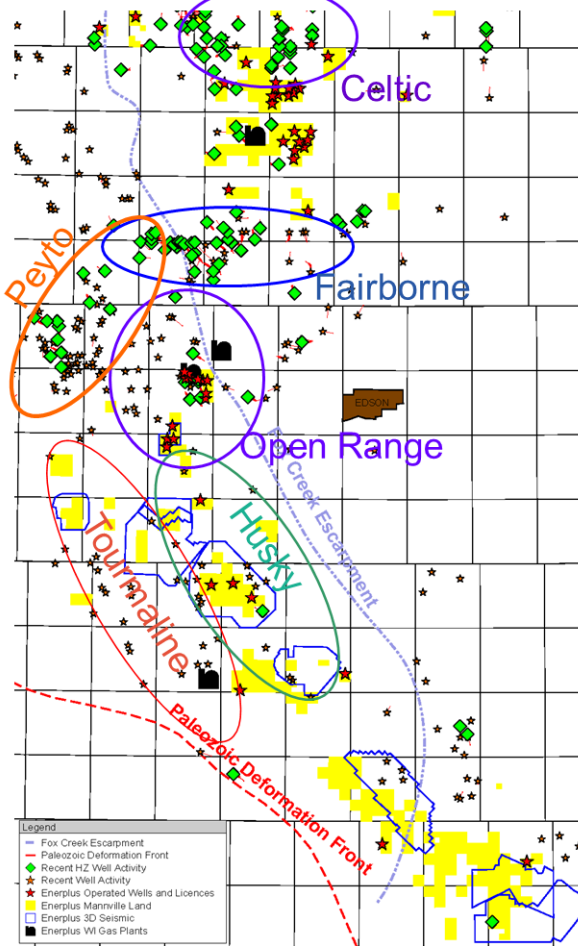 Celtic
Peyto
Fairborne
EDSON
Open Range
Fox Creek Escarpment
Husky
Tourmaline
Paleozoic Deformation Front
Legend
Fox Creek Escarpment
Paleozoic Deformation Front
Recent HZ Well Activity
Recent Well Activity
Enerplus Operated Wells and Licences
Enerplus Mannville Land
Enerplus 3D Seismic
Enerplus WI Gas Plants